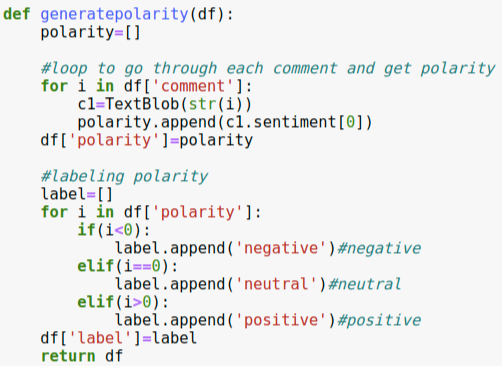 def generatepolarity(df):
    polarity=[]

    #loop to go through each comment and get polarity
    for i in df['comment']:
        c1=TextBlob(str(i))
        polarity.append(c1.sentiment[0])
    df['polarity']=polarity

    #labeling polarity
    label=[]
    for i in df['polarity']:
        if(i<0):
            label.append('negative')#negative
        elif(i==0):
            label.append('neutral')#neutral
        elif(i>0):
            label.append('positive')#positive
    df['label']=label
    return df